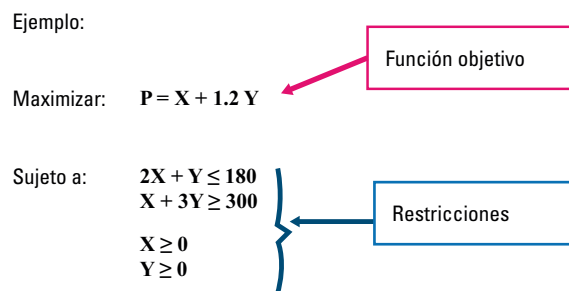 Ejemplo:
Función objetivo
Maximizar: P = X + 1.2 Y
Sujeto a: 2X + Y ≤ 180
X + 3Y ≥ 300
Restricciones
X ≥ 0
Y ≥ 0